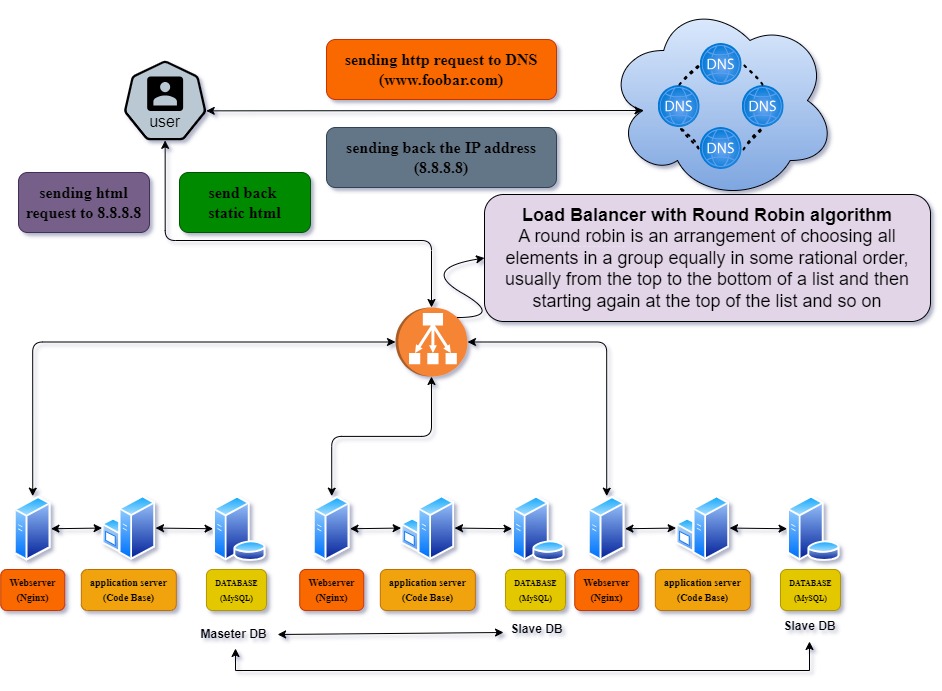 sending http request to DNS
(www.foobar.com)
DNS
DNS
DNS
DNS
user
sending back the IP address
(8.8.8.8)
sending html
request to 8.8.8.8
send back
static html
Load Balancer with Round Robin algorithm
A round robin is an arrangement of choosing all
elements in a group equally in some rational order,
usually from the top to the bottom of a list and then
starting again at the top of the list and so on
Webserver
(Nginx)
application server
(Code Base)
DATABASE
(MySQL)
Webserver
(Nginx)
application server
(Code Base)
DATABASE
(MySQL)
Webserver
(Nginx)
application server
(Code Base)
DATABASE
(MySQL)
Maseter DB
Slave DB
Slave DB